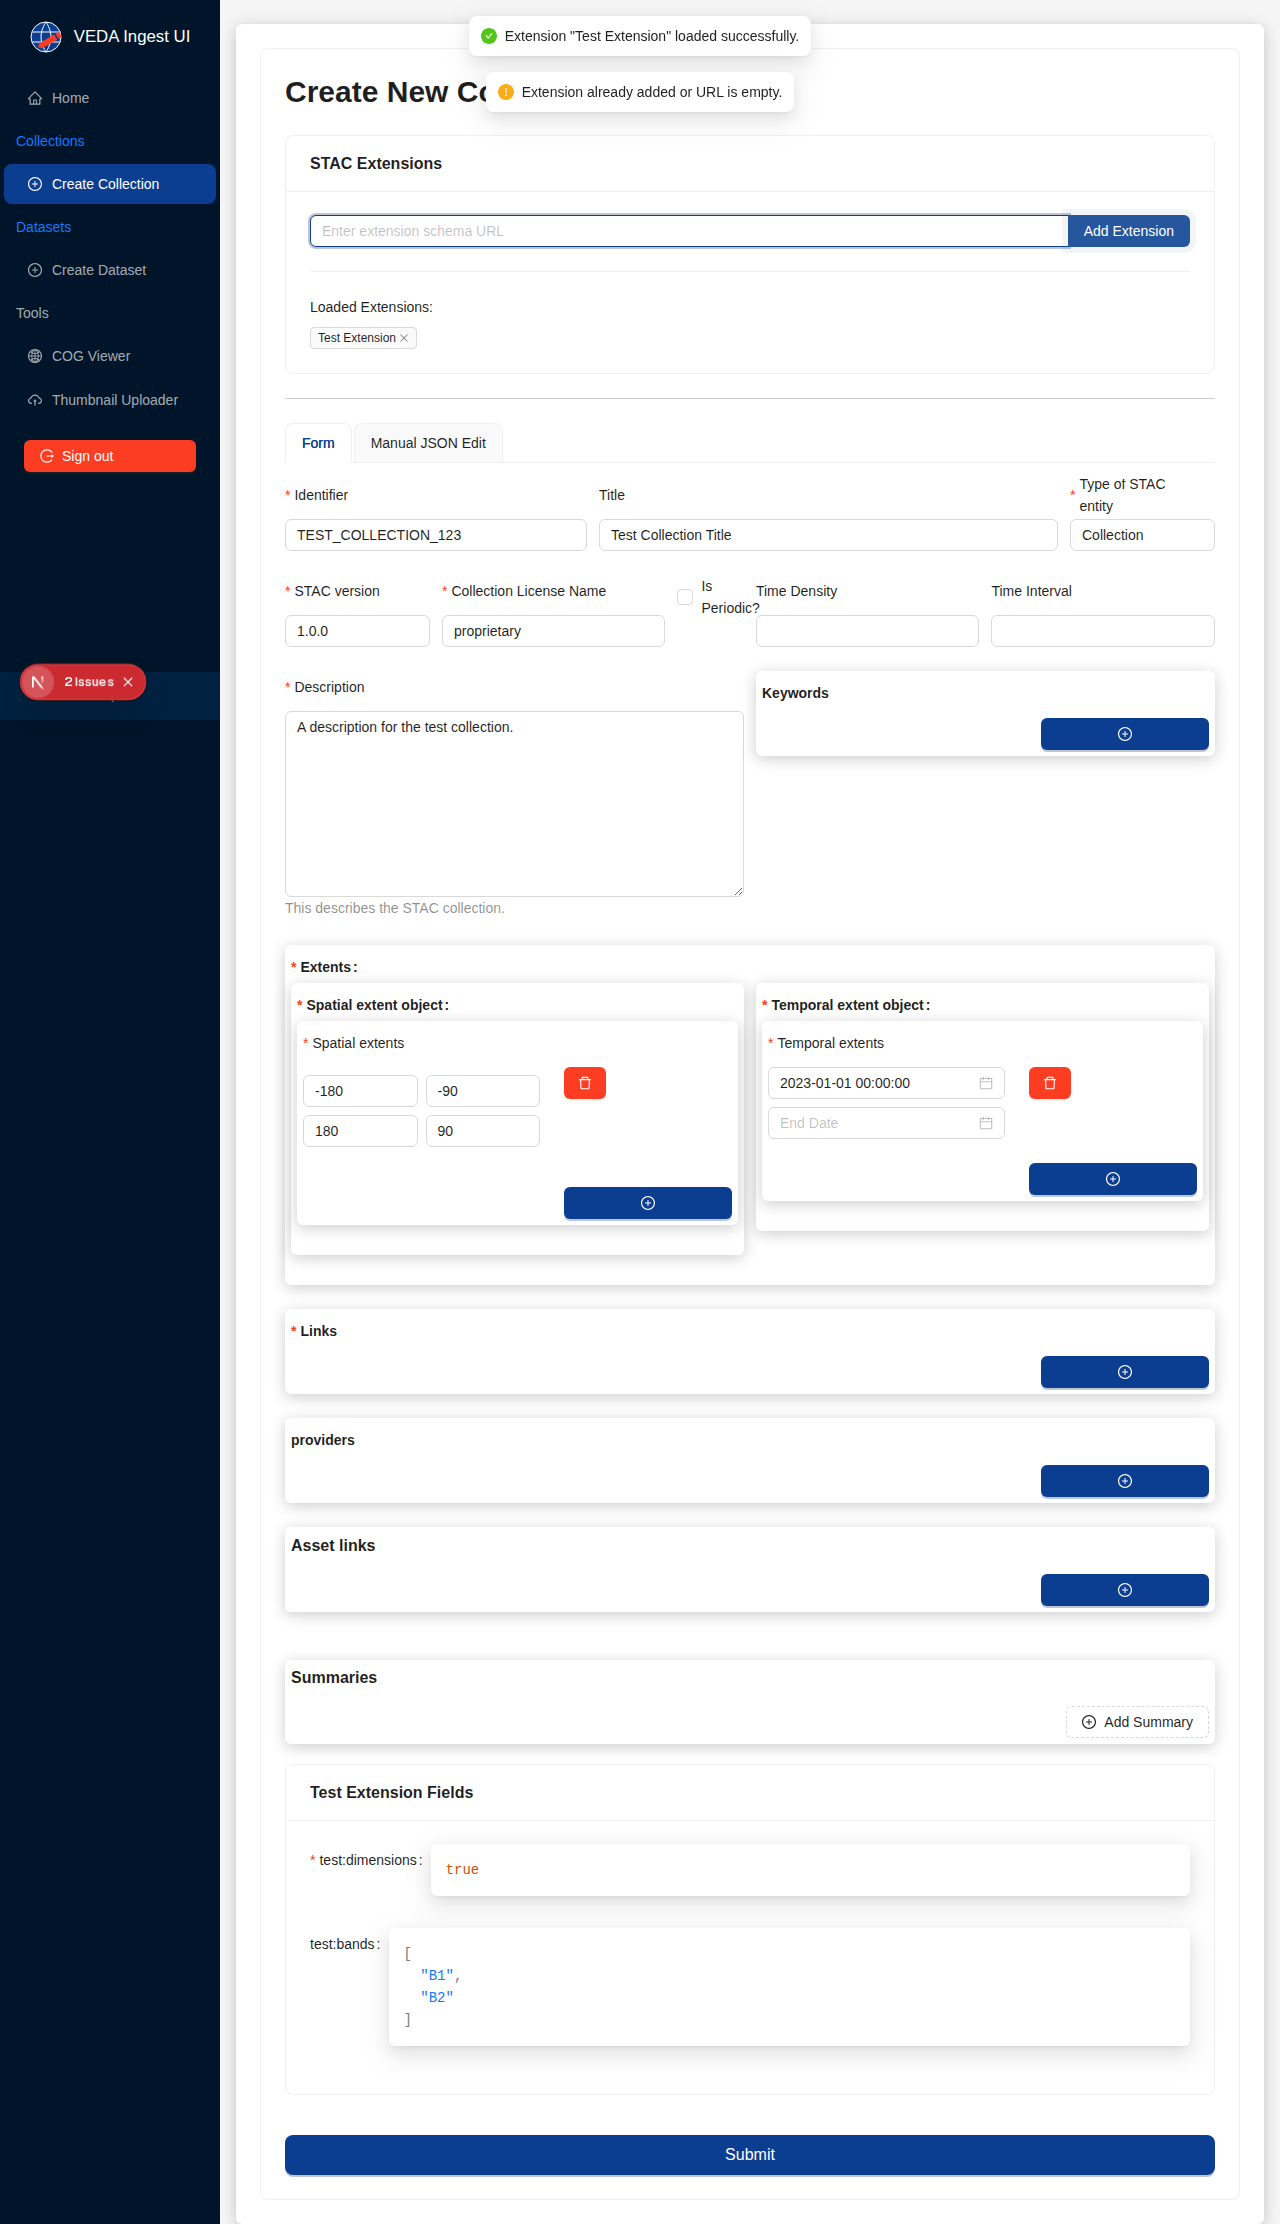 VEDA Ingest UI
Home
Collections
Create Collection
Datasets
Create Dataset
Tools
COG Viewer
Thumbnail Uploader
Sign out
2 Issues
Extension "Test Extension" loaded successfully.
Extension already added or URL is empty.
Create New Co
STAC Extensions
Enter extension schema URL
Add Extension
Loaded Extensions:
Test Extension
Form
Manual JSON Edit
* Identifier
Title
* Type of STAC entity
TEST_COLLECTION_123
Test Collection Title
Collection
* STAC version
* Collection License Name
Is Periodic?
Time Density
Time Interval
1.0.0
proprietary
* Description
Keywords
A description for the test collection.
This describes the STAC collection.
* Extents:
* Spatial extent object:
* Temporal extent object:
* Spatial extents
* Temporal extents
-180
-90
2023-01-01 00:00:00
180
90
End Date
* Links
providers
Asset links
Summaries
Add Summary
Test Extension Fields
* test:dimensions:
true
test:bands:
[
"B1",
"B2"
]
Submit